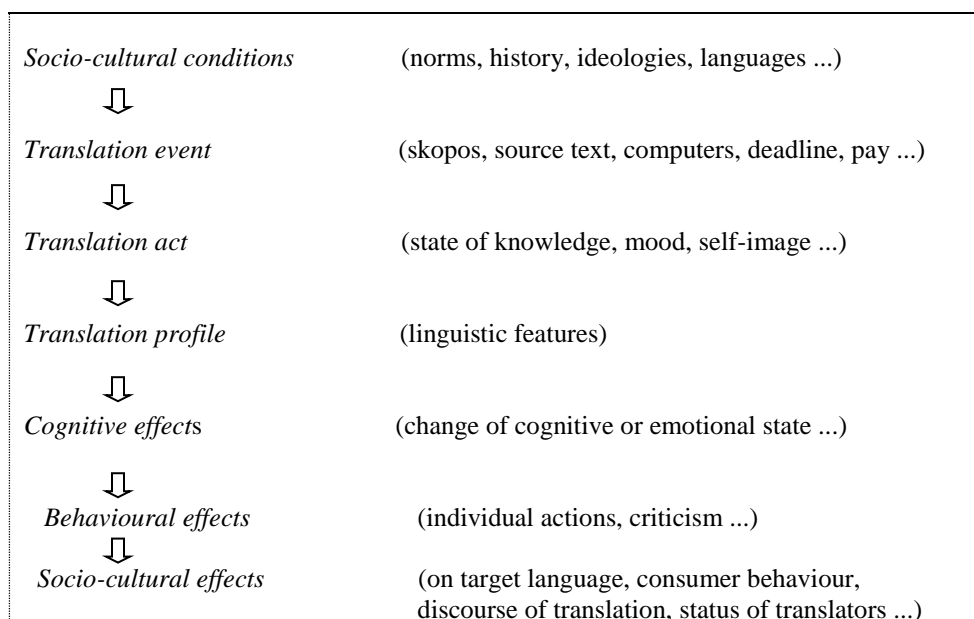 Socio-cultural conditions (norms, history, ideologies, languages ...)
Translation event (skopos, source text, computers, deadline, pay ...)
Translation act (state of knowledge, mood, self-image ...)
Translation profile (linguistic features)
Cognitive effects (change of cognitive or emotional state ...)
Behavioural effects (individual actions, criticism ...)
Socio-cultural effects (on target language, consumer behaviour,
discourse of translation, status of translators ...)